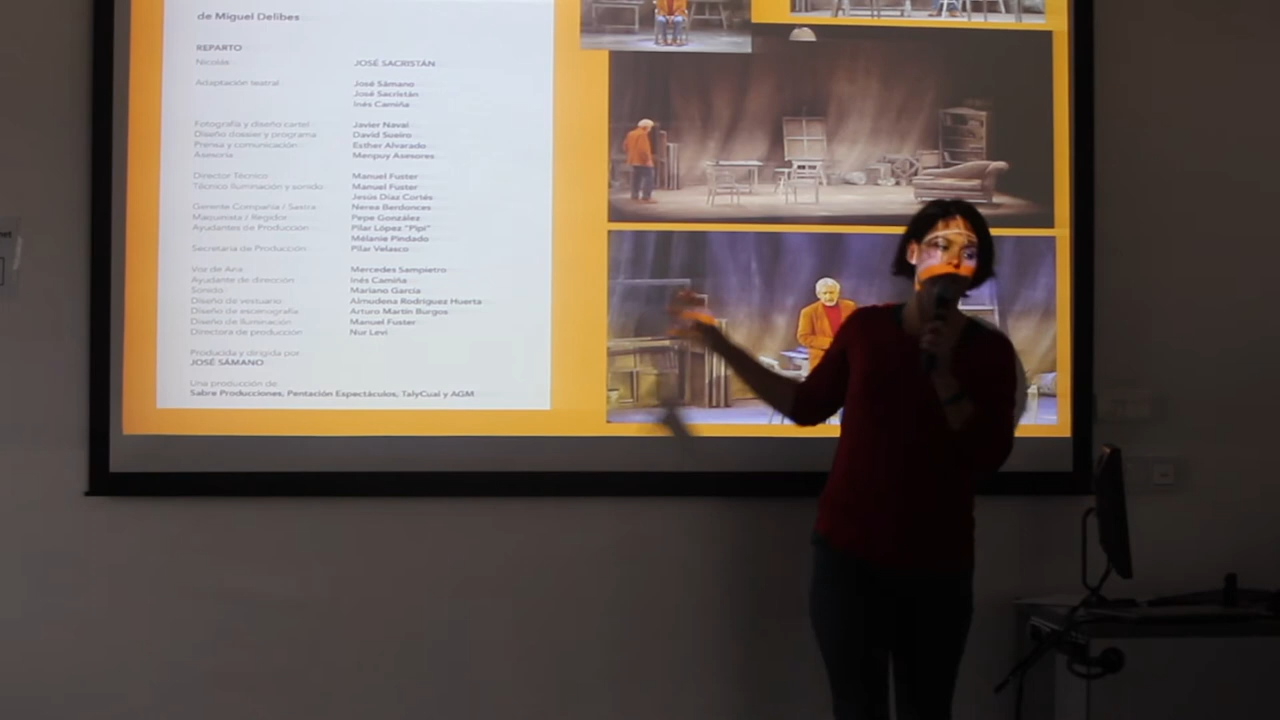 de Miguel Delibes
REPARTO
Nicolás JOSÉ SACRISTÁN
Adaptación teatral José Sámano
José Sacristán
Inés Camiña
Fotografía y diseño cartel Javier Naval
Diseño dossier y programa David Sueiro
Prensa y comunicación Esther Alvarado
Asesoría Menpuy Asesores
Director Técnico Manuel Fuster
Técnico Iluminación y sonido Manuel Fuster
Jesús Díaz Cortés
Gerente Compañía / Sastra Nerea Berdonces
Maquinista / Regidor Pepe González
Ayudantes de Producción Pilar López "Pipi"
Mélanie Pindado
Secretaria de Producción Pilar Velasco
Voz de Ana Mercedes Sampietro
Ayudante de dirección Inés Camiña
Sonido Mariano García
Diseño de vestuario Almudena Rodríguez Huerta
Diseño de escenografía Arturo Martín Burgos
Diseño de Iluminación Manuel Fuster
Directora de producción Nur Levi
Producida y dirigida por
JOSÉ SÁMANO
Una producción de
Sabre Producciones, Pentación Espectáculos, TalyCual y AGM